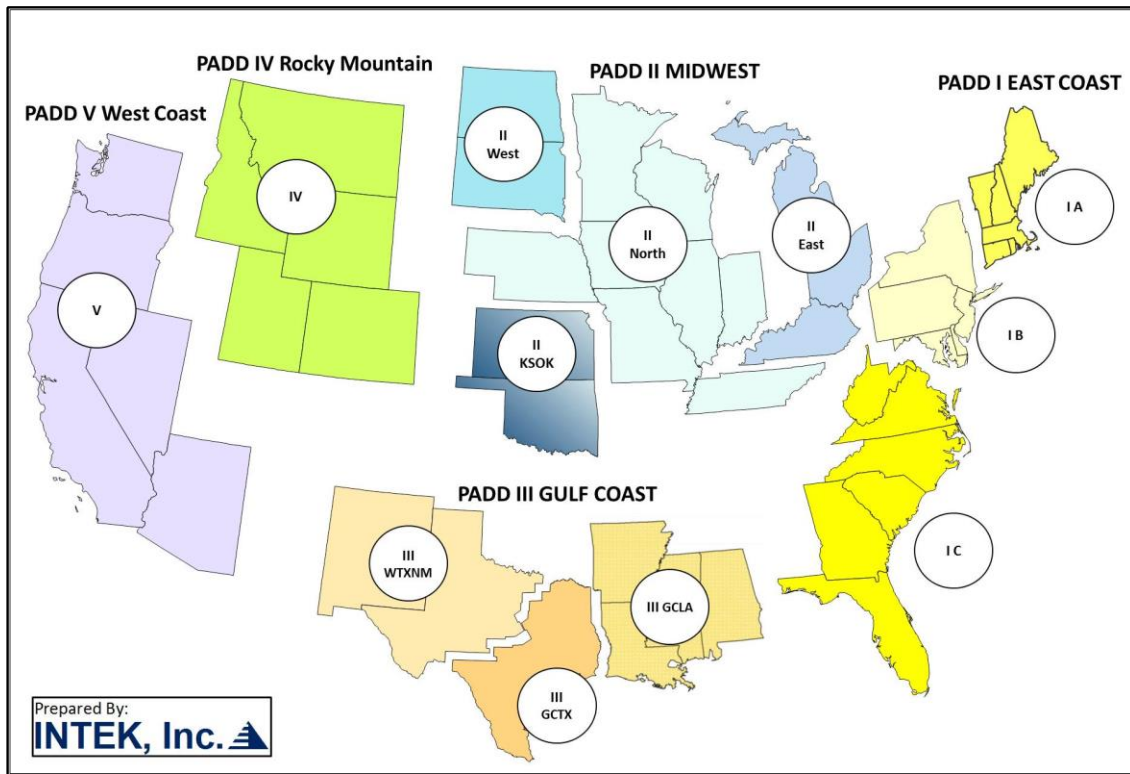 PADD IV Rocky Mountain
PADD II MIDWEST
PADD I EAST COAST
PADD V West Coast
II
West
IV
I A
II
North
II
East
V
I B
II
KSOK
PADD III GULF COAST
III
WTXNM
I C
III GCLA
III
GCTX
Prepared By:
INTEK, Inc.